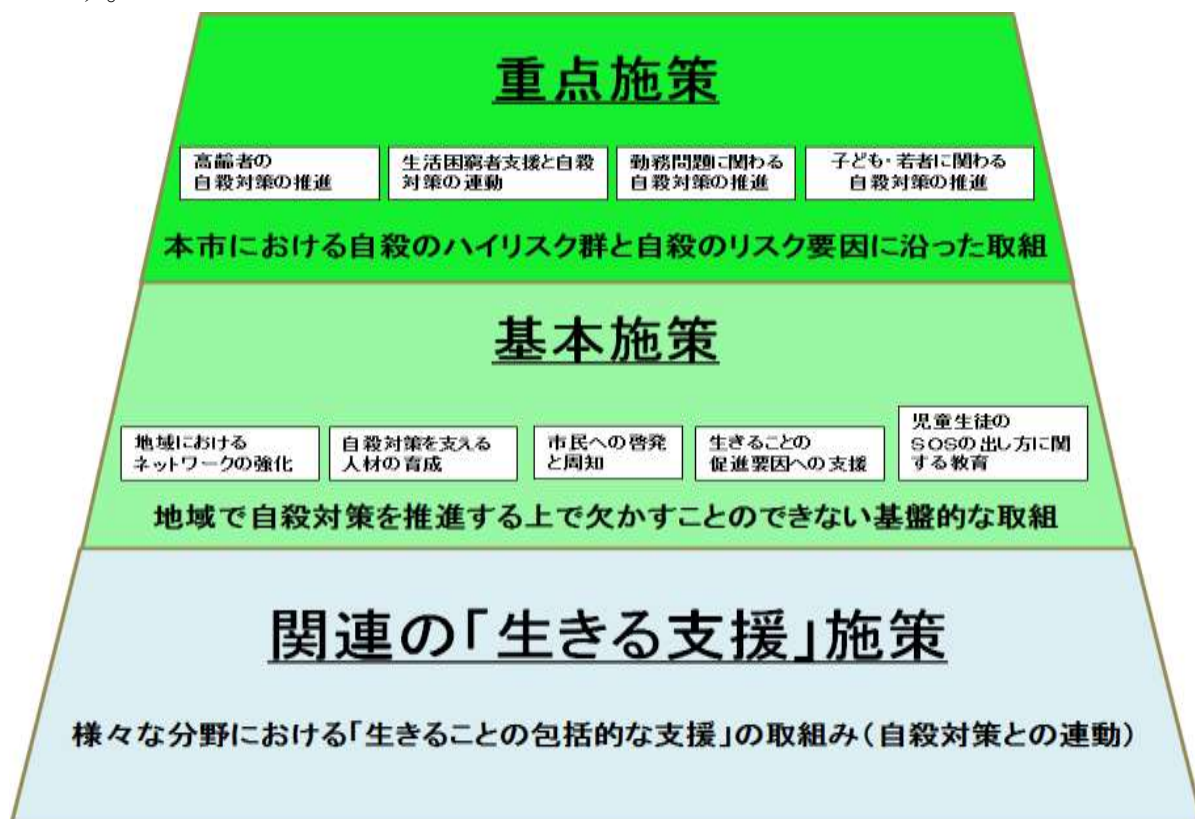 重点施策
高齢者の
自殺対策の推進
生活困窮者支援と自殺
対策の連動
勤務問題に関わる
自殺対策の推進
子ども・若者に関わる
自殺対策の推進
本市における自殺のハイリスク群と自殺のリスク要因に沿った取組
基本施策
地域における
ネットワークの強化
自殺対策を支える
人材の育成
市民への啓発
と周知
生きることの
促進要因への支援
児童生徒の
SOSの出し方に関
する教育
地域で自殺対策を推進する上で欠かすことのできない基盤的な取組
関連の「生きる支援」施策
様々な分野における「生きることの包括的な支援」の取組み(自殺対策との連動)